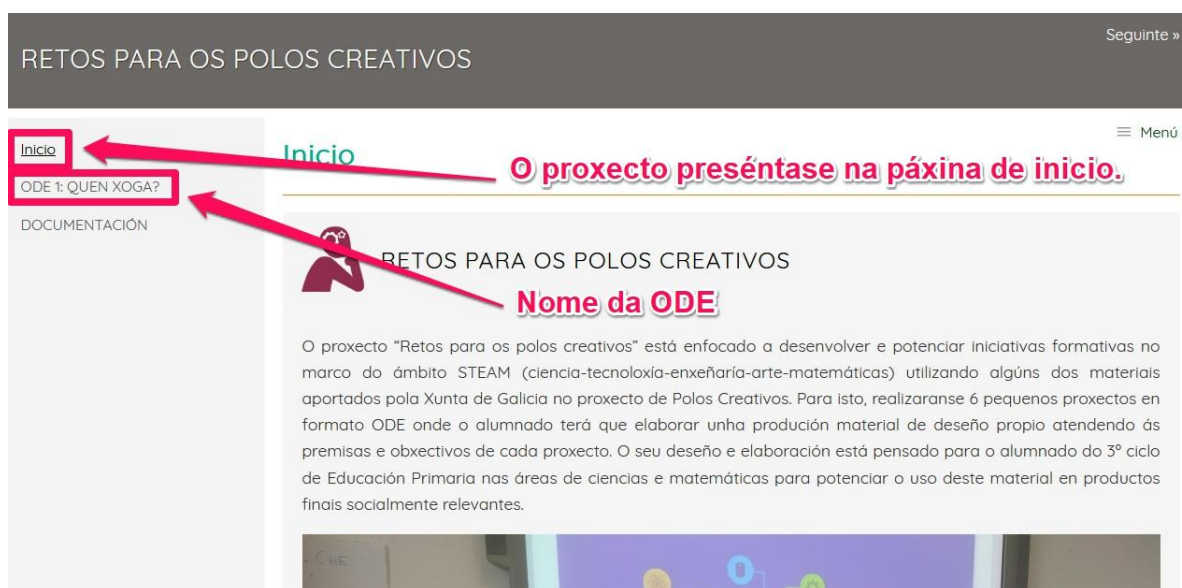 Seguinte »
RETOS PARA OS POLOS CREATIVOS
≡ Menú
Inicio
ODE 1: QUEN XOGA?
DOCUMENTACIÓN
Inicio
O proxecto preséntase na páxina de inicio.
RETOS PARA OS POLOS CREATIVOS
Nome da ODE
O proxecto “Retos para os polos creativos” está enfocado a desenvolver e potenciar iniciativas formativas no
marco do ámbito STEAM (ciencia-tecnoloxía-enxeñaría-arte-matemáticas) utilizando algúns dos materiais
aportados pola Xunta de Galicia no proxecto de Polos Creativos. Para isto, realizaranse 6 pequenos proxectos en
formato ODE onde o alumnado terá que elaborar unha produción material de deseño propio atendendo ás
premisas e obxectivos de cada proxecto. O seu deseño e elaboración está pensado para o alumnado do 3º ciclo
de Educación Primaria nas áreas de ciencias e matemáticas para potenciar o uso deste material en productos
finais socialmente relevantes.